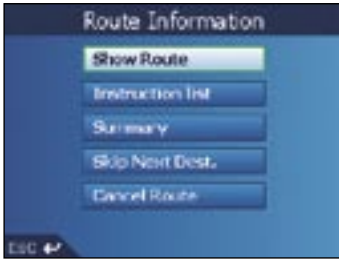 Route Information
Show Route
Instruction list
Summary
Skip Next Dest.
Cancel Route
ESC